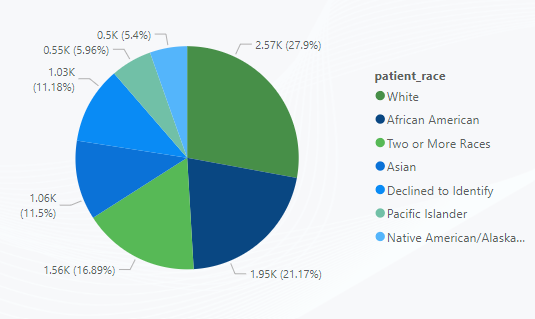 0.5K (5.4%)
2.57K (27.9%)
0.55K (5.96%)
1.03K
(11.18%)
1.06K
(11.5%)
1.56K (16.89%)
1.95K (21.17%)
patient_race
White
African American
Two or More Races
Asian
Declined to Identify
Pacific Islander
Native American/Alaska...